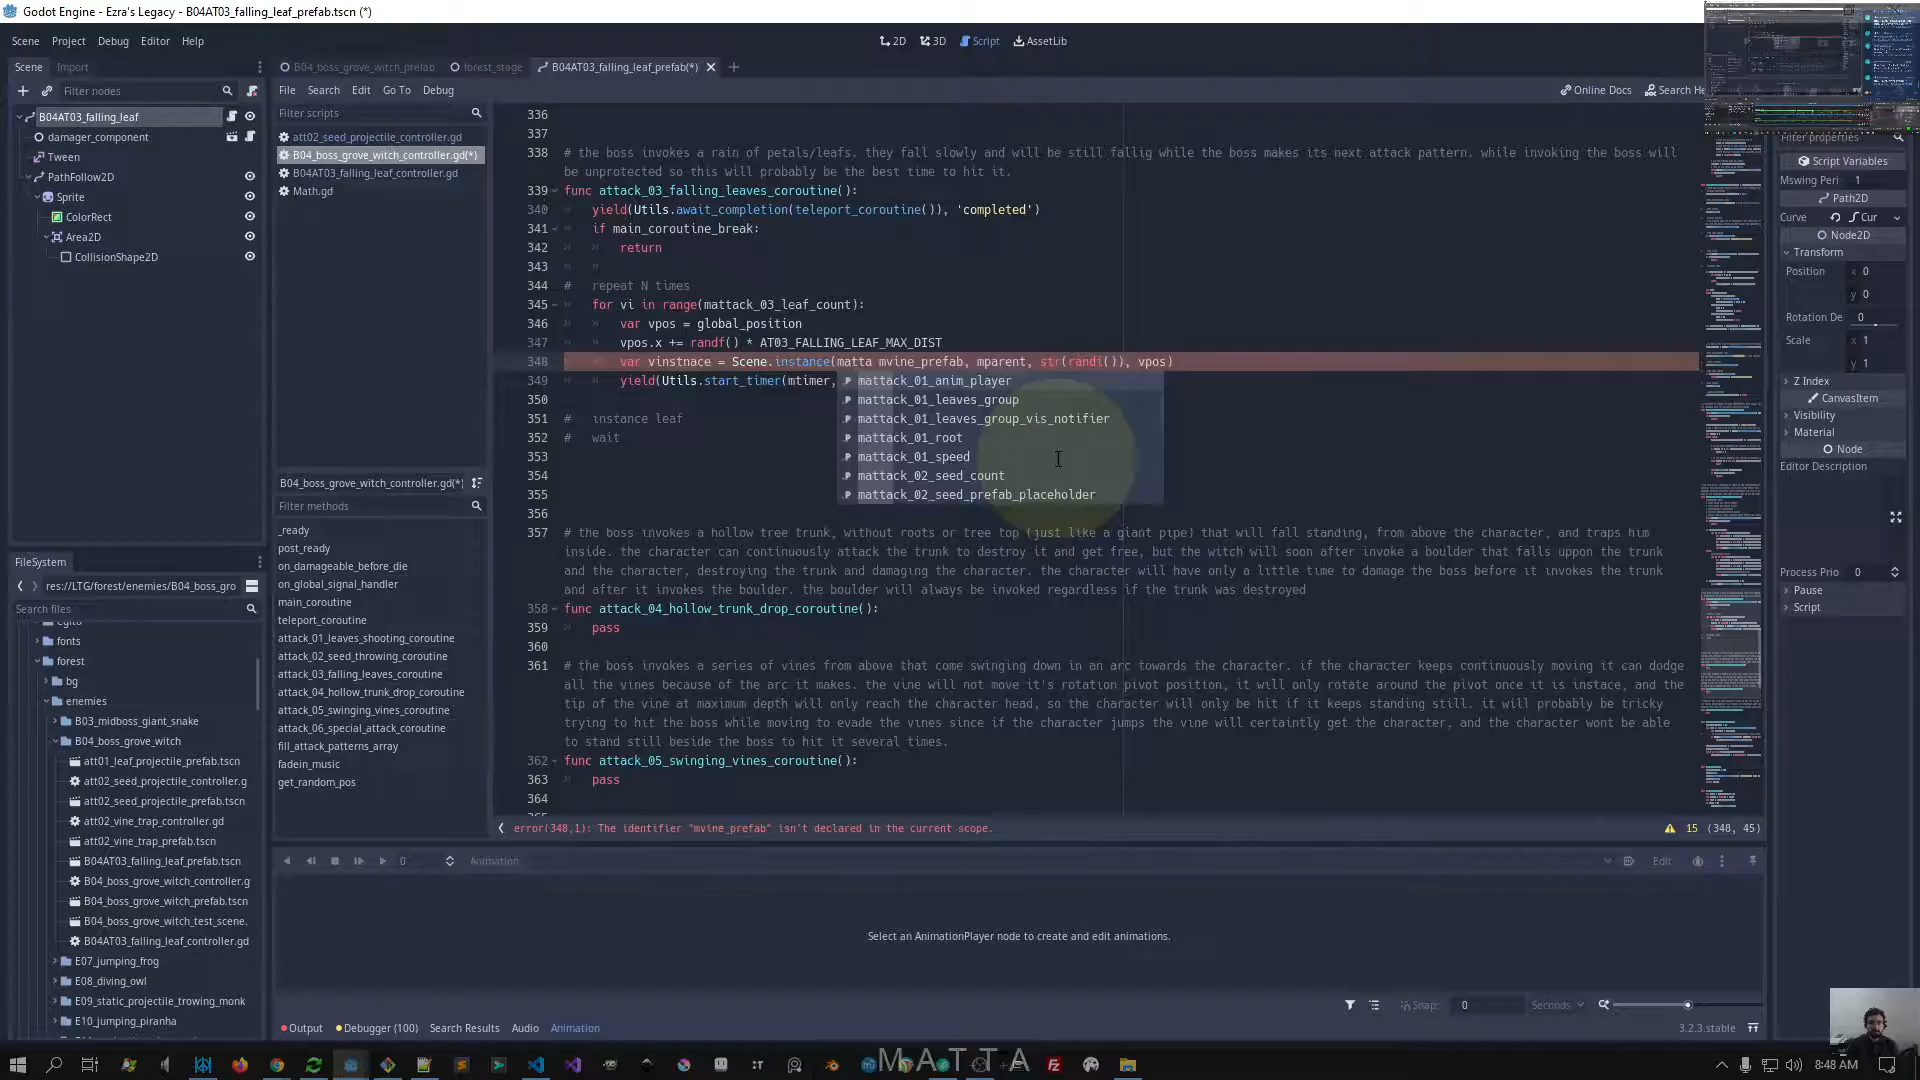 Godot Engine - Ezra's Legacy - B04AT03_falling_leaf_prefab.tscn (*)
Scene Project Debug Editor Help
2D 3D Script AssetLib
Scene Import
B04_boss_grove_witch_prefab forest_stage B04AT03_falling_leaf_prefab(*)
Filter nodes
File Search Edit Go To Debug
Online Docs Search He
B04AT03_falling_leaf
damager_component
Tween
PathFollow2D
Sprite
ColorRect
Area2D
CollisionShape2D
Filter scripts
att02_seed_projectile_controller.gd
B04_boss_grove_witch_controller.gd(*)
B04AT03_falling_leaf_controller.gd
Math.gd
B04_boss_grove_witch_controller.gd(*)
Filter methods
_ready
post_ready
on_damageable_before_die
on_global_signal_handler
main_coroutine
teleport_coroutine
attack_01_leaves_shooting_coroutine
attack_02_seed_throwing_coroutine
attack_03_falling_leaves_coroutine
attack_04_hollow_trunk_drop_coroutine
attack_05_swinging_vines_coroutine
attack_06_special_attack_coroutine
fill_attack_patterns_array
fadein_music
get_random_pos
336
337
338 # the boss invokes a rain of petals/leafs. they fall slowly and will be still fallig while the boss makes its next attack pattern. while invoking the boss will
be unprotected so this will probably be the best time to hit it.
339 func attack_03_falling_leaves_coroutine():
340 yield(Utils.await_completion(teleport_coroutine()), 'completed')
341 if main_coroutine_break:
342 return
343
344 # repeat N times
345 for vi in range(mattack_03_leaf_count):
346 var vpos = global_position
347 vpos.x += randf() * AT03_FALLING_LEAF_MAX_DIST
348 var vinstnace = Scene.instance(matta mvine_prefab, mparent, str(randi()), vpos)
349 yield(Utils.start_timer(mtimer,
350
351 # instance leaf
352 # wait
353
354
355
356
mattack_01_anim_player
mattack_01_leaves_group
mattack_01_leaves_group_vis_notifier
mattack_01_root
mattack_01_speed
mattack_02_seed_count
mattack_02_seed_prefab_placeholder
357 # the boss invokes a hollow tree trunk, without roots or tree top (just like a giant pipe) that will fall standing, from above the character, and traps him
inside. the character can continuously attack the trunk to destroy it and get free, but the witch will soon after invoke a boulder that falls uppon the trunk
and the character, destroying the trunk and damaging the character. the character will have only a little time to damage the boss before it invokes the trunk
and after it invokes the boulder. the boulder will always be invoked regardless if the trunk was destroyed
358 func attack_04_hollow_trunk_drop_coroutine():
359 pass
360
361 # the boss invokes a series of vines from above that come swinging down in an arc towards the character. if the character keeps continuously moving it can dodge
all the vines because of the arc it makes. the vine will not move it's rotation pivot position, it will only rotate around the pivot once it is instace, and the
tip of the vine at maximum depth will only reach the character head, so the character will only be hit if it keeps standing still. it will probably be tricky
trying to hit the boss while moving to evade the vines since if the character jumps the vine will certaintly get the character, and the character wont be able
to stand still beside the boss to hit it several times.
362 func attack_05_swinging_vines_coroutine():
363 pass
364
error(348,1): The identifier "mvine_prefab" isn't declared in the current scope.
15 (348, 45)
FileSystem
res://LTG/forest/enemies/B04_boss_gro
Search files
fonts
forest
bg
enemies
B03_midboss_giant_snake
B04_boss_grove_witch
att01_leaf_projectile_prefab.tscn
att02_seed_projectile_controller.g
att02_seed_projectile_prefab.tscn
att02_vine_trap_controller.gd
att02_vine_trap_prefab.tscn
B04AT03_falling_leaf_prefab.tscn
B04_boss_grove_witch_controller.g
B04_boss_grove_witch_prefab.tscn
B04_boss_grove_witch_test_scene.
B04AT03_falling_leaf_controller.gd
E07_jumping_frog
E08_diving_owl
E09_static_projectile_trowing_monk
E10_jumping_piranha
0 Animation Edit
Select an AnimationPlayer node to create and edit animations.
Snap: 0 Seconds
Output Debugger (100) Search Results Audio Animation
3.2.3.stable
Filter properties
Script Variables
Mswing Peri 1
Path2D
Curve Cur
Node2D
Transform
Position x 0
y 0
Rotation De 0
Scale x 1
y 1
Z Index
CanvasItem
Visibility
Material
Node
Editor Description
Process Prio 0
Pause
Script
MATTA
8:48 AM